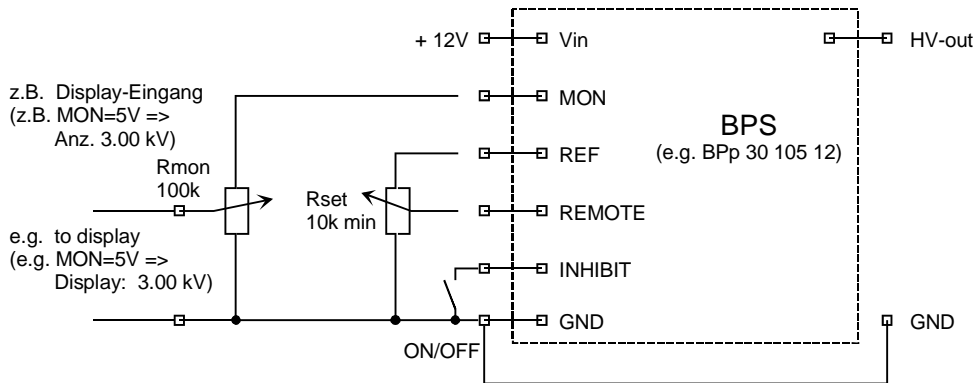 + 12V
Vin
HV-out
z.B. Display-Eingang
(z.B. MON=5V =>
Anz. 3.00 kV)
MON
BPS
(e.g. BPp 30 105 12)
REF
Rmon
100k
Rset
10k min
REMOTE
e.g. to display
(e.g. MON=5V =>
Display: 3.00 kV)
INHIBIT
GND
GND
ON/OFF